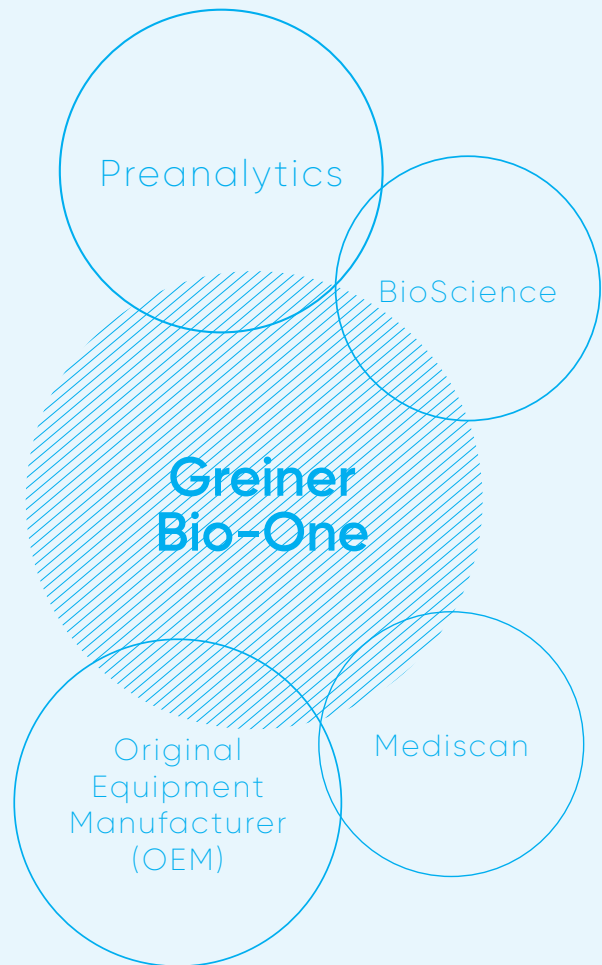 Preanalytics
BioScience
Greiner
Bio-One
Original
Equipment
Manufacturer
(OEM)
Mediscan